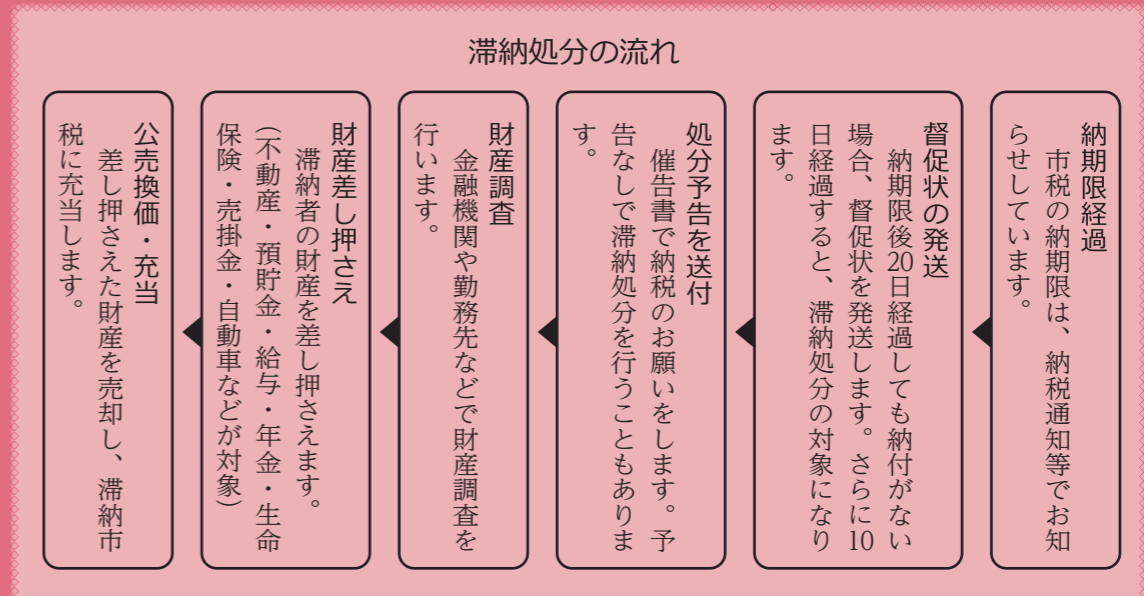 滞納処分の流れ
納期限経過
市税の納期限は、納税通知等でお知
らせしています。
督促状の発送
納期限後20日経過しても納付がない
場合、督促状を発送します。さらに10
日経過すると、滞納処分の対象になり
ます。
処分予告を送付
催告書で納税のお願いをします。予
告なしで滞納処分を行うこともありま
す。
財産調査
金融機関や勤務先などで財産調査を
行います。
財産差し押さえ
滞納者の財産を差し押さえます。
(不動産・預貯金・給与・年金・生命
保険・売掛金・自動車などが対象)
公売換価・充当
差し押さえた財産を売却し、滞納市
税に充当します。